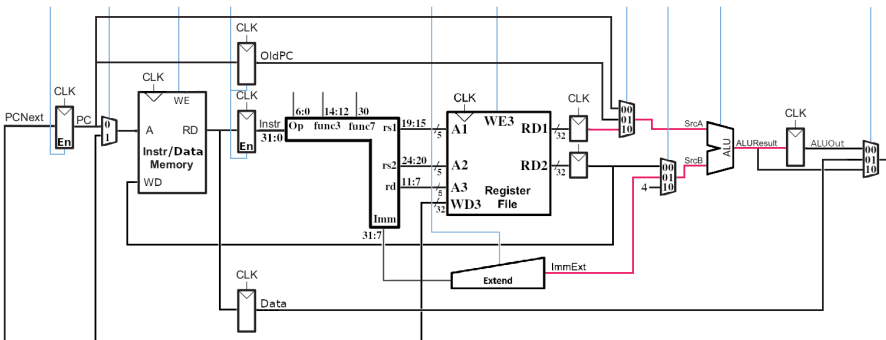 CLK
OldPC
CLK
PCNext
PC
En
0
1
CLK
WE
A
RD
Instr/Data
Memory
WD
CLK
Instr
31:0
En
6:0
14:12
30
Op
func3
func7
rs1
19:15
rs2
24:20
rd
11:7
Imm
31:7
5
5
5
32
CLK
WE3
A1
RD1
A2
RD2
A3
Register
WD3
File
32
32
CLK
CLK
00
01
10
SrcA
00
01
10
4
SrcB
ALU
ALUResult
CLK
ALUOut
00
01
10
ImmExt
Extend
CLK
Data